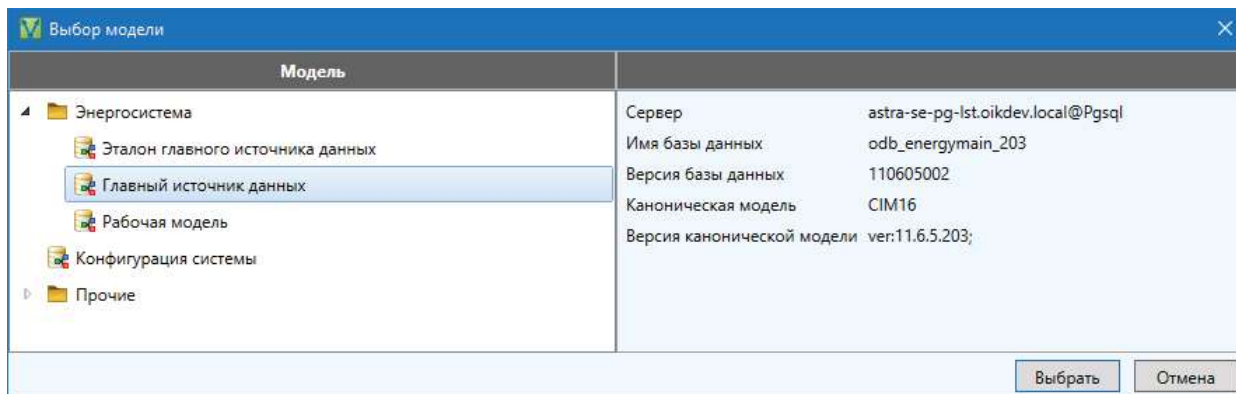 Выбор модели
Модель
Энергосистема
Эталон главного источника данных
Главный источник данных
Рабочая модель
Конфигурация системы
Прочие
Сервер astra-se-pg-lst.oikdev.local@Pgsql
Имя базы данных odb_energymain_203
Версия базы данных 110605002
Каноническая модель CIM16
Версия канонической модели ver:11.6.5.203;
Выбрать Отмена